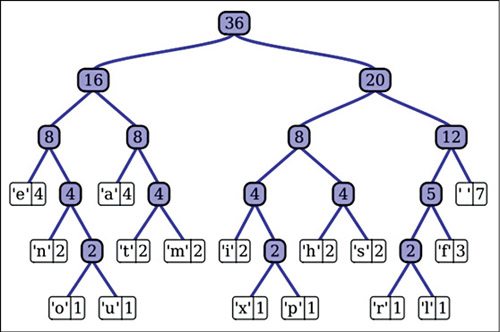 36
16 20
8 8 8 12
'e' 4 4 'a' 4 4 4 4 5 ' ' 7
'n' 2 2 't' 2 'm' 2 'i' 2 2 'h' 2 's' 2 2 'f' 3
'o' 1 'u' 1 'x' 1 'p' 1 'r' 1 'l' 1